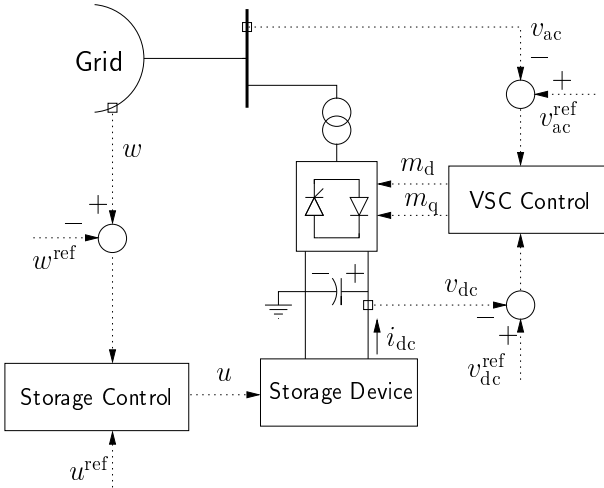 v_ac
−
+
Grid
v_ac^ref
w
m_d
VSC Control
m_q
+
−
w^ref
− +
v_dc
−
+
i_dc
v_dc^ref
u
Storage Control
Storage Device
u^ref